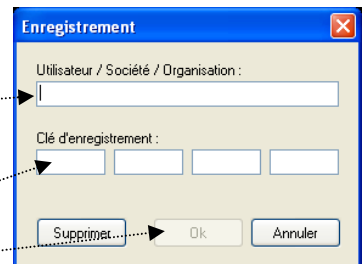 Enregistrement
Utilisateur / Société / Organisation :
Clé d'enregistrement :
Supprimer Ok Annuler